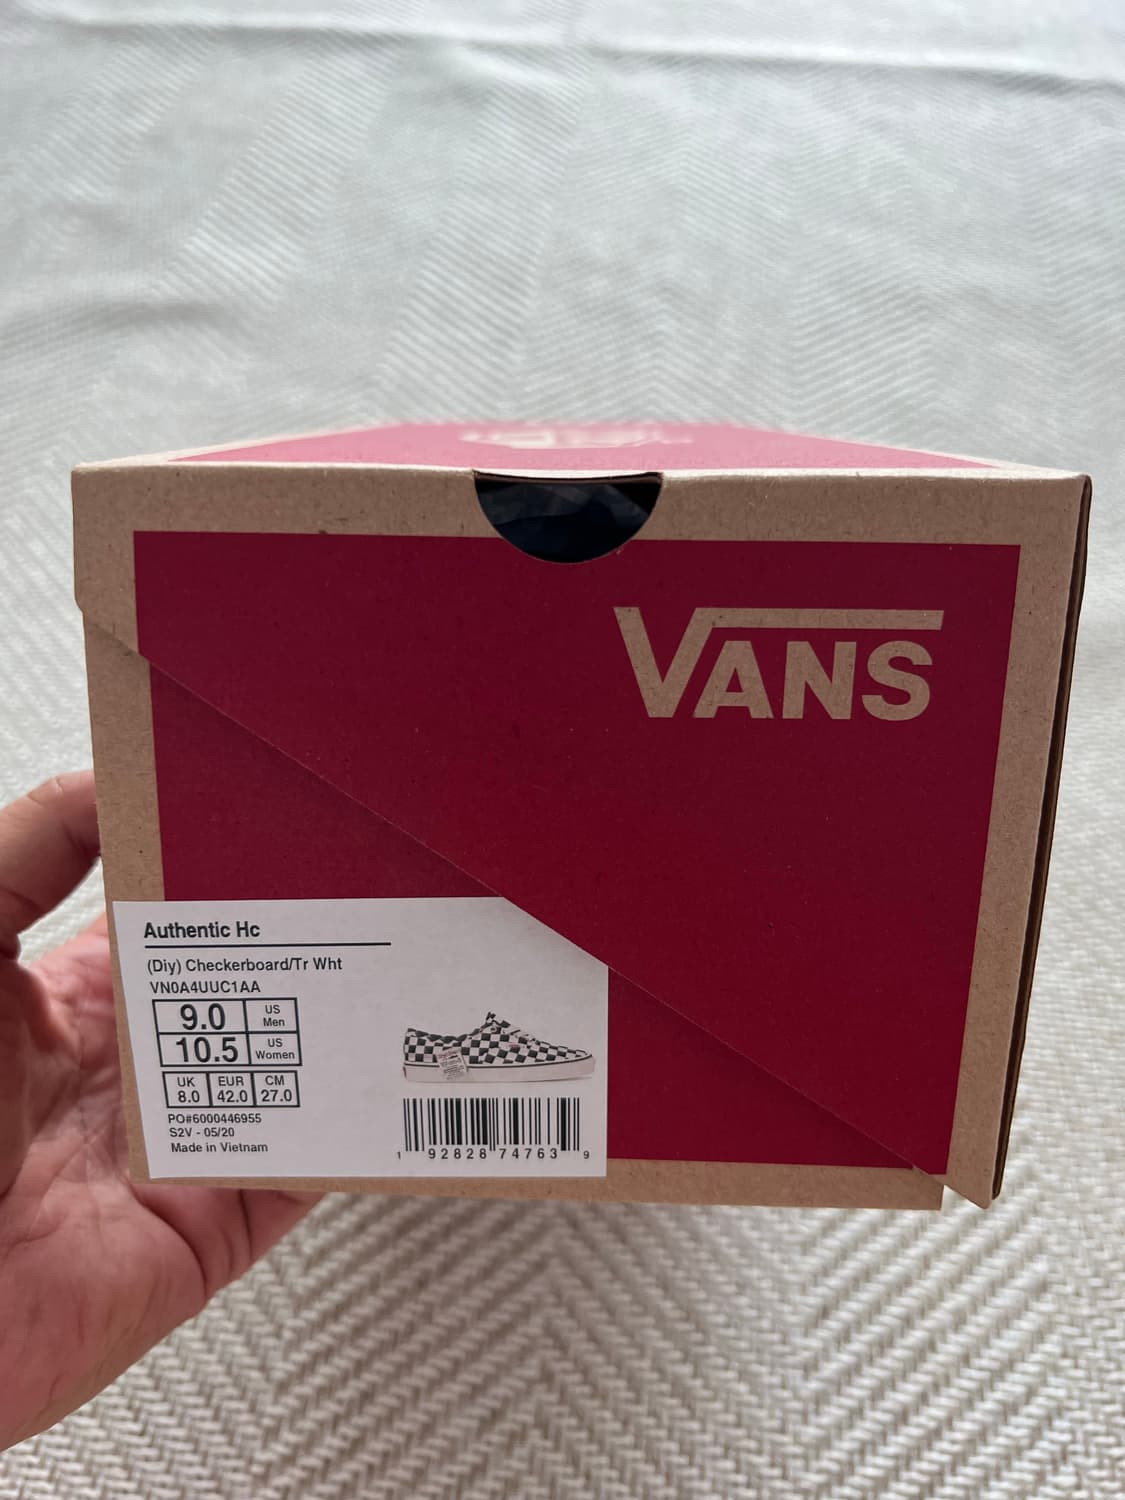 VANS
Authentic Hc
(Diy) Checkerboard/Tr Wht
VN0A4UUC1AA
9.0 US Men
10.5 US Women
UK 8.0 EUR 42.0 CM 27.0
PO#6000446955
S2V - 05/20
Made in Vietnam
1 92828 74763 9